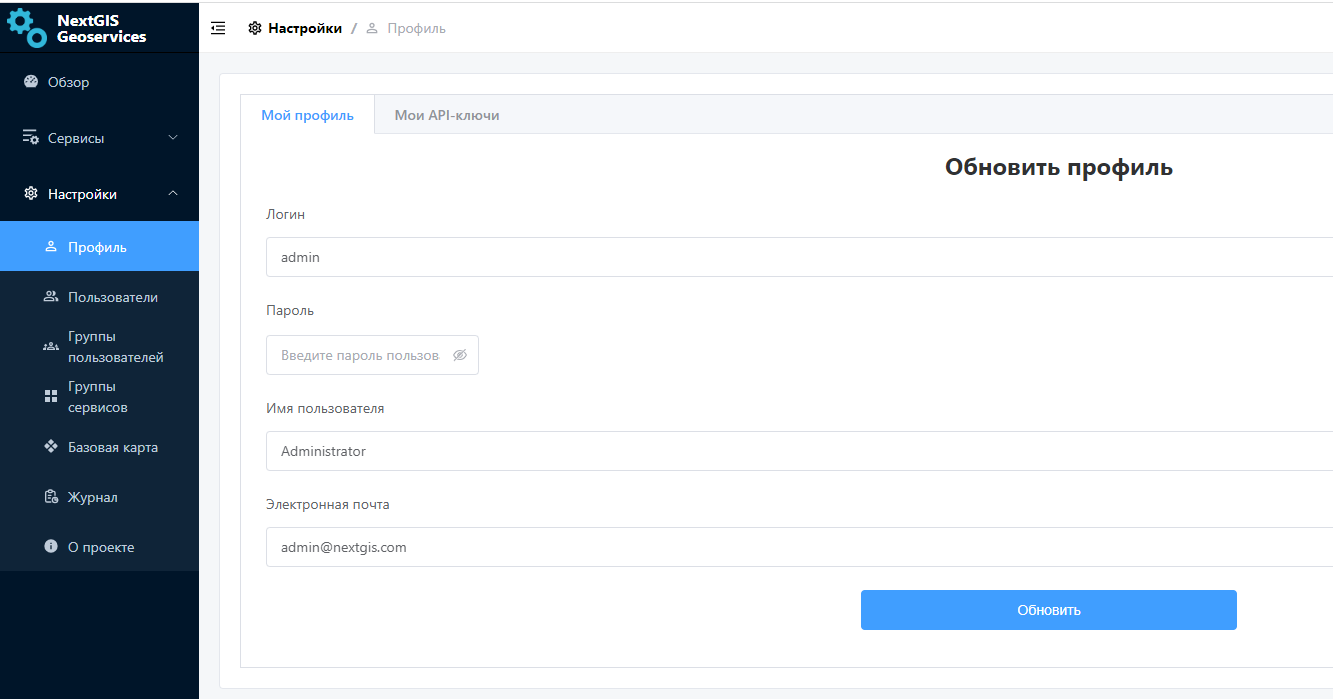 NextGIS
Geoservices
Обзор
Сервисы
Настройки
Профиль
Пользователи
Группы
пользователей
Группы
сервисов
Базовая карта
Журнал
О проекте
Настройки / Профиль
Мой профиль
Мои API-ключи
Обновить профиль
Логин
admin
Пароль
Введите пароль пользов
Имя пользователя
Administrator
Электронная почта
admin@nextgis.com
Обновить